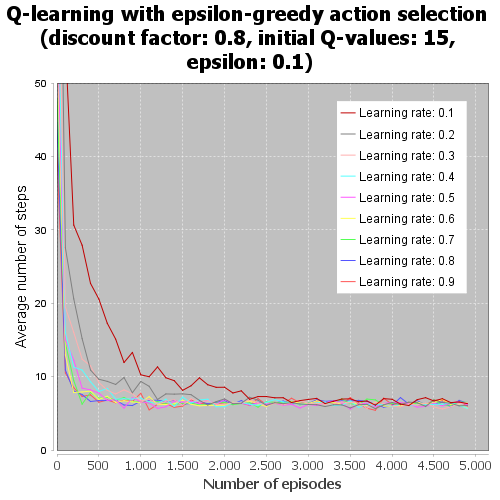 Q-learning with epsilon-greedy action selection
(discount factor: 0.8, initial Q-values: 15,
epsilon: 0.1)
50
40
30
20
10
0
Average number of steps
Learning rate: 0.1
Learning rate: 0.2
Learning rate: 0.3
Learning rate: 0.4
Learning rate: 0.5
Learning rate: 0.6
Learning rate: 0.7
Learning rate: 0.8
Learning rate: 0.9
0 500 1.000 1.500 2.000 2.500 3.000 3.500 4.000 4.500 5.000
Number of episodes